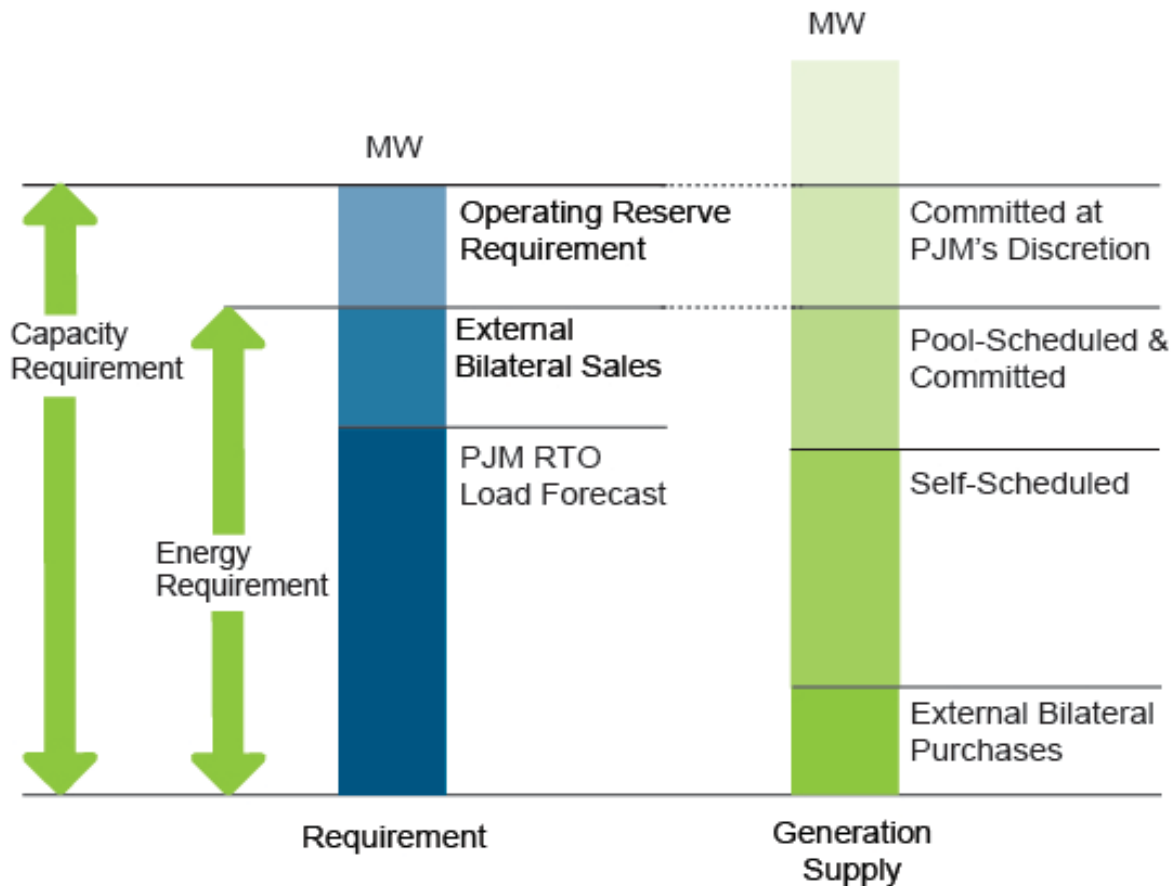 MW
MW
Operating Reserve
Requirement
Committed at
PJM's Discretion
Capacity
Requirement
External
Bilateral Sales
Pool-Scheduled &
Committed
PJM RTO
Load Forecast
Self-Scheduled
Energy
Requirement
External Bilateral
Purchases
Requirement
Generation
Supply